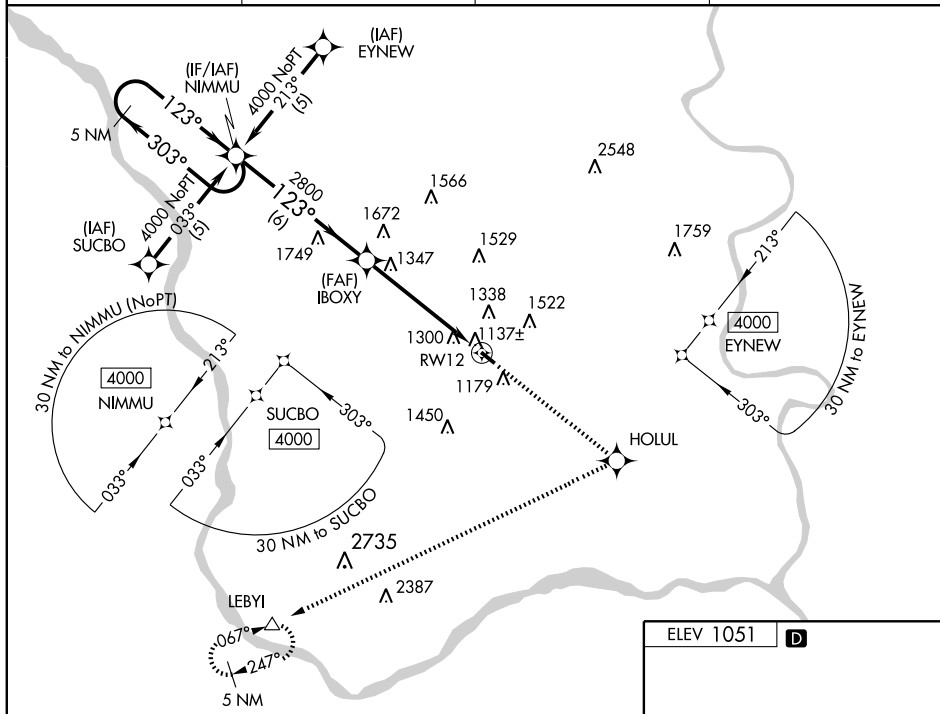 (IAF)
EYNEW
(IF/IAF)
NIMMU
4000 NoPT
213°
(5)
123°
5 NM
303°
4000 NoPT
033°
(5)
(IAF)
SUCBO
2800
123°
(6)
2548
1566
1672
1749
1347
1529
1759
(FAF)
IBOXY
1338
1522
1300
1137±
RW12
1179
1450
HOLUL
30 NM to NIMMU (NoPT)
213°
4000
NIMMU
033°
SUCBO
4000
303°
033°
30 NM to SUCBO
213°
4000
EYNEW
303°
30 NM to EYNEW
2735
2387
LEBYI
067°
247°
5 NM
ELEV 1051 D